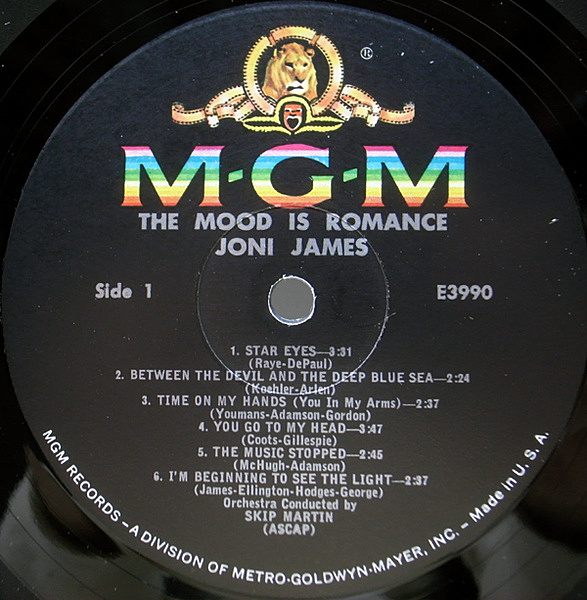 ®
M·G·M
THE MOOD IS ROMANCE
JONI JAMES
Side 1
E3990
1. STAR EYES—3:31
(Raye-DePaul)
2. BETWEEN THE DEVIL AND THE DEEP BLUE SEA—2:24
(Koehler-Arlen)
3. TIME ON MY HANDS (You In My Arms)—2:37
(Youmans-Adamson-Gordon)
4. YOU GO TO MY HEAD—3:47
(Coots-Gillespie)
5. THE MUSIC STOPPED—2:45
(McHugh-Adamson)
6. I'M BEGINNING TO SEE THE LIGHT—2:37
(James-Ellington-Hodges-George)
Orchestra Conducted by
SKIP MARTIN
(ASCAP)
MGM RECORDS – A DIVISION OF METRO-GOLDWYN-MAYER, INC. – Made in U. S. A.